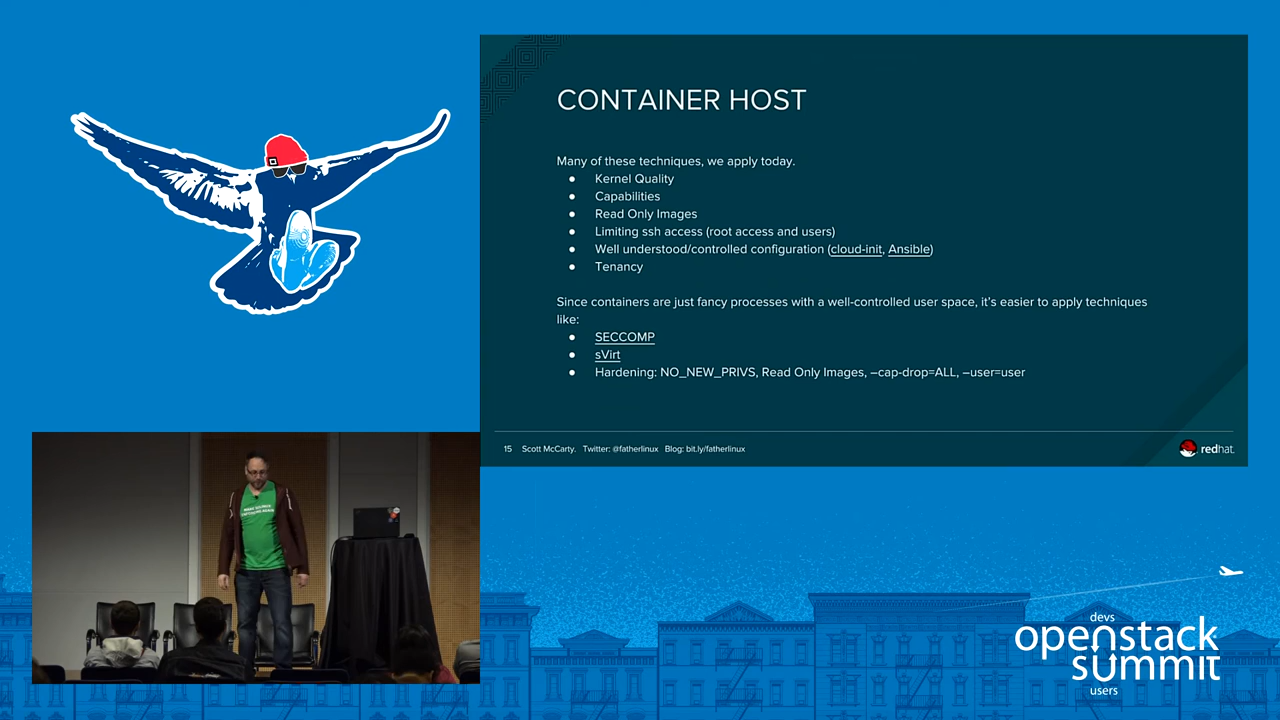 CONTAINER HOST
Many of these techniques, we apply today.
● Kernel Quality
● Capabilities
● Read Only Images
● Limiting ssh access (root access and users)
● Well understood/controlled configuration (cloud-init, Ansible)
● Tenancy
Since containers are just fancy processes with a well-controlled user space, it's easier to apply techniques
like:
● SECCOMP
● sVirt
● Hardening: NO_NEW_PRIVS, Read Only Images, –cap-drop=ALL, –user=user
15 Scott McCarty. Twitter: @fatherlinux Blog: bit.ly/fatherlinux
redhat.
devs
openstack
summit
users